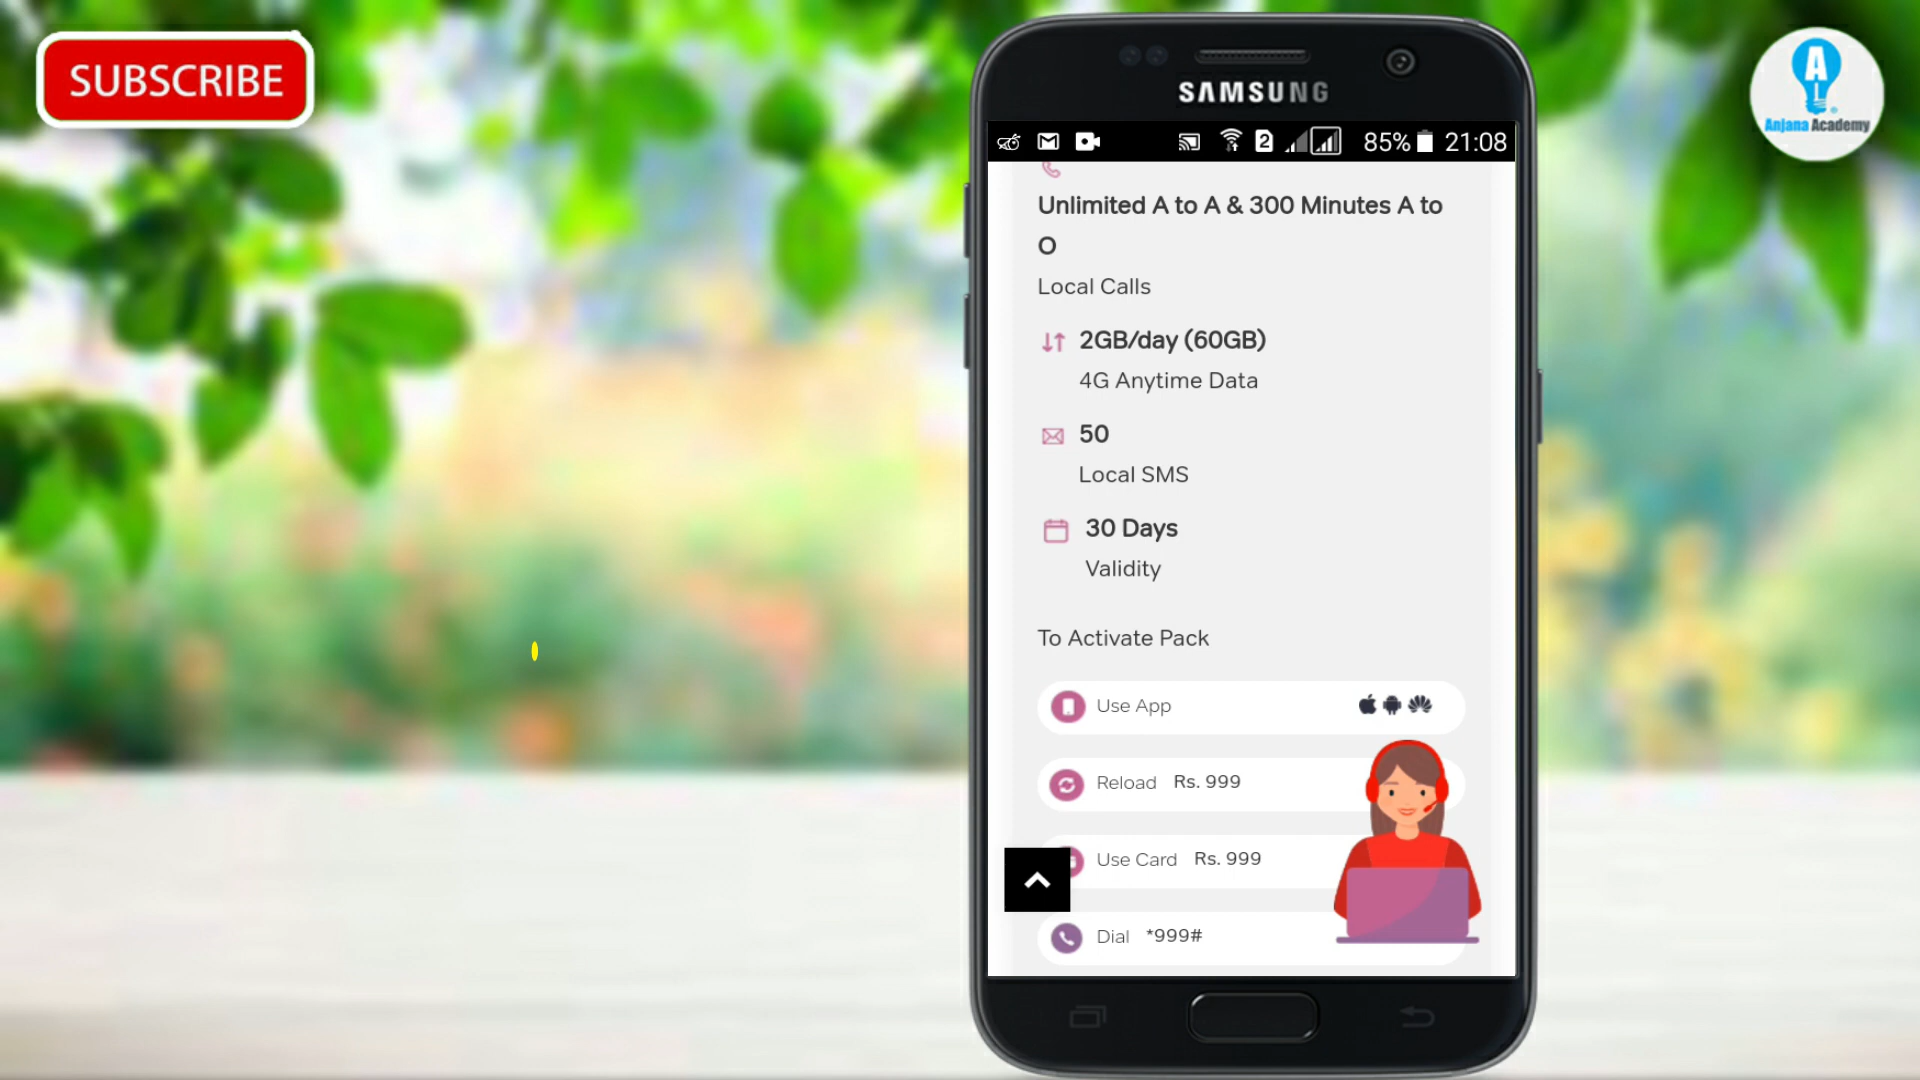 SUBSCRIBE
SAMSUNG
2
85%
21:08
A
L
Anjana Academy
Unlimited A to A & 300 Minutes A to
O
Local Calls
2GB/day (60GB)
4G Anytime Data
50
Local SMS
30 Days
Validity
To Activate Pack
Use App
Reload Rs. 999
Use Card Rs. 999
Dial *999#